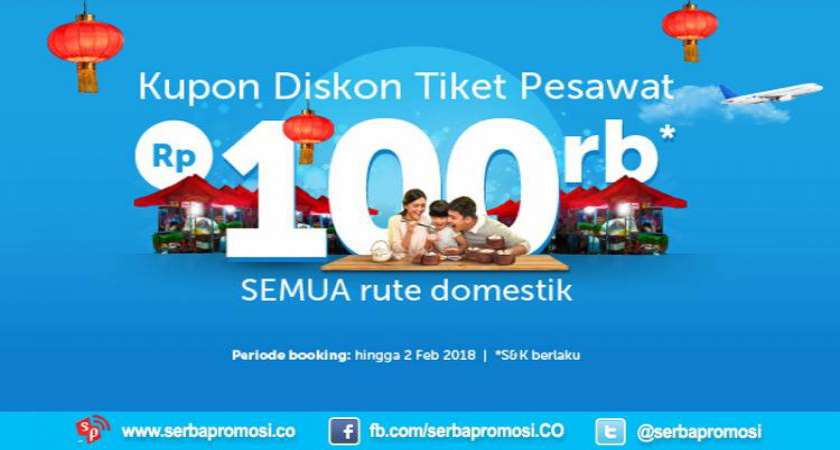 Kupon Diskon Tiket Pesawat
Rp 100rb*
SEMUA rute domestik
Periode booking: hingga 2 Feb 2018 | *S&K berlaku
sp www.serbapromosi.co f fb.com/serbapromosi.CO t @serbapromosi